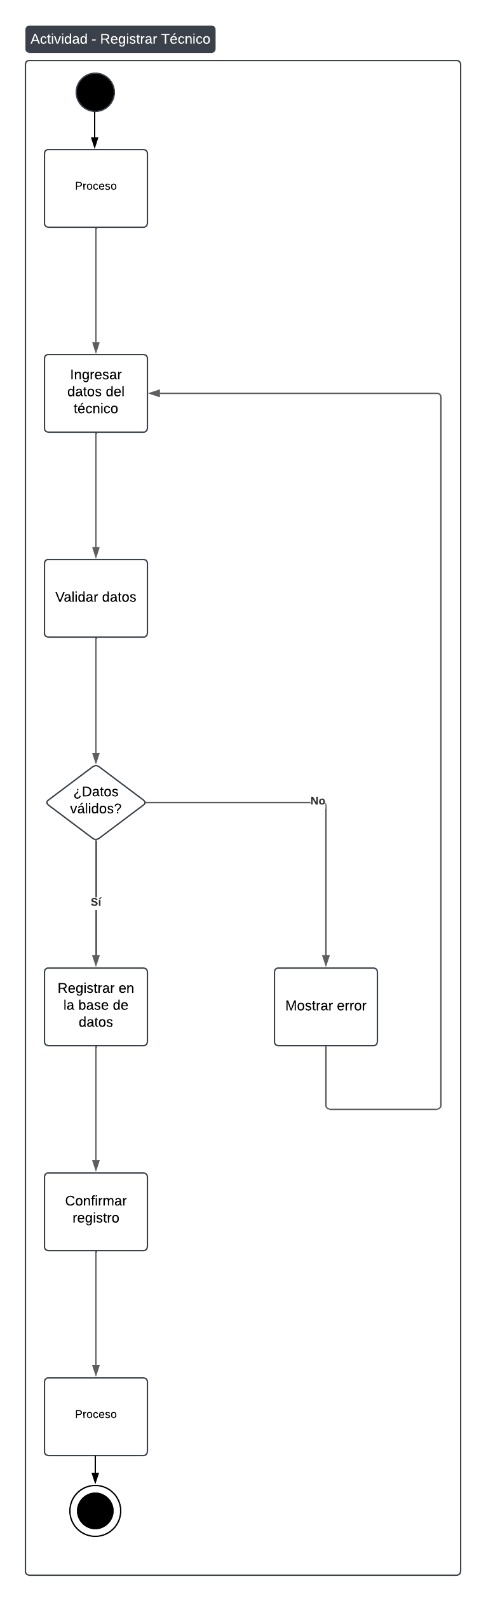 Actividad - Registrar Técnico
Proceso
Ingresar
datos del
técnico
Validar datos
¿Datos
válidos?
No
Sí
Registrar en
la base de
datos
Mostrar error
Confirmar
registro
Proceso